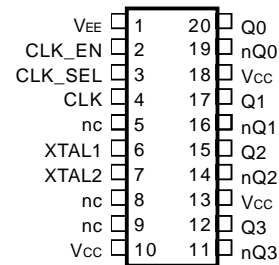 VEE 1 20 Q0
CLK_EN 2 19 nQ0
CLK_SEL 3 18 VCC
CLK 4 17 Q1
nc 5 16 nQ1
XTAL1 6 15 Q2
XTAL2 7 14 nQ2
nc 8 13 VCC
nc 9 12 Q3
VCC 10 11 nQ3